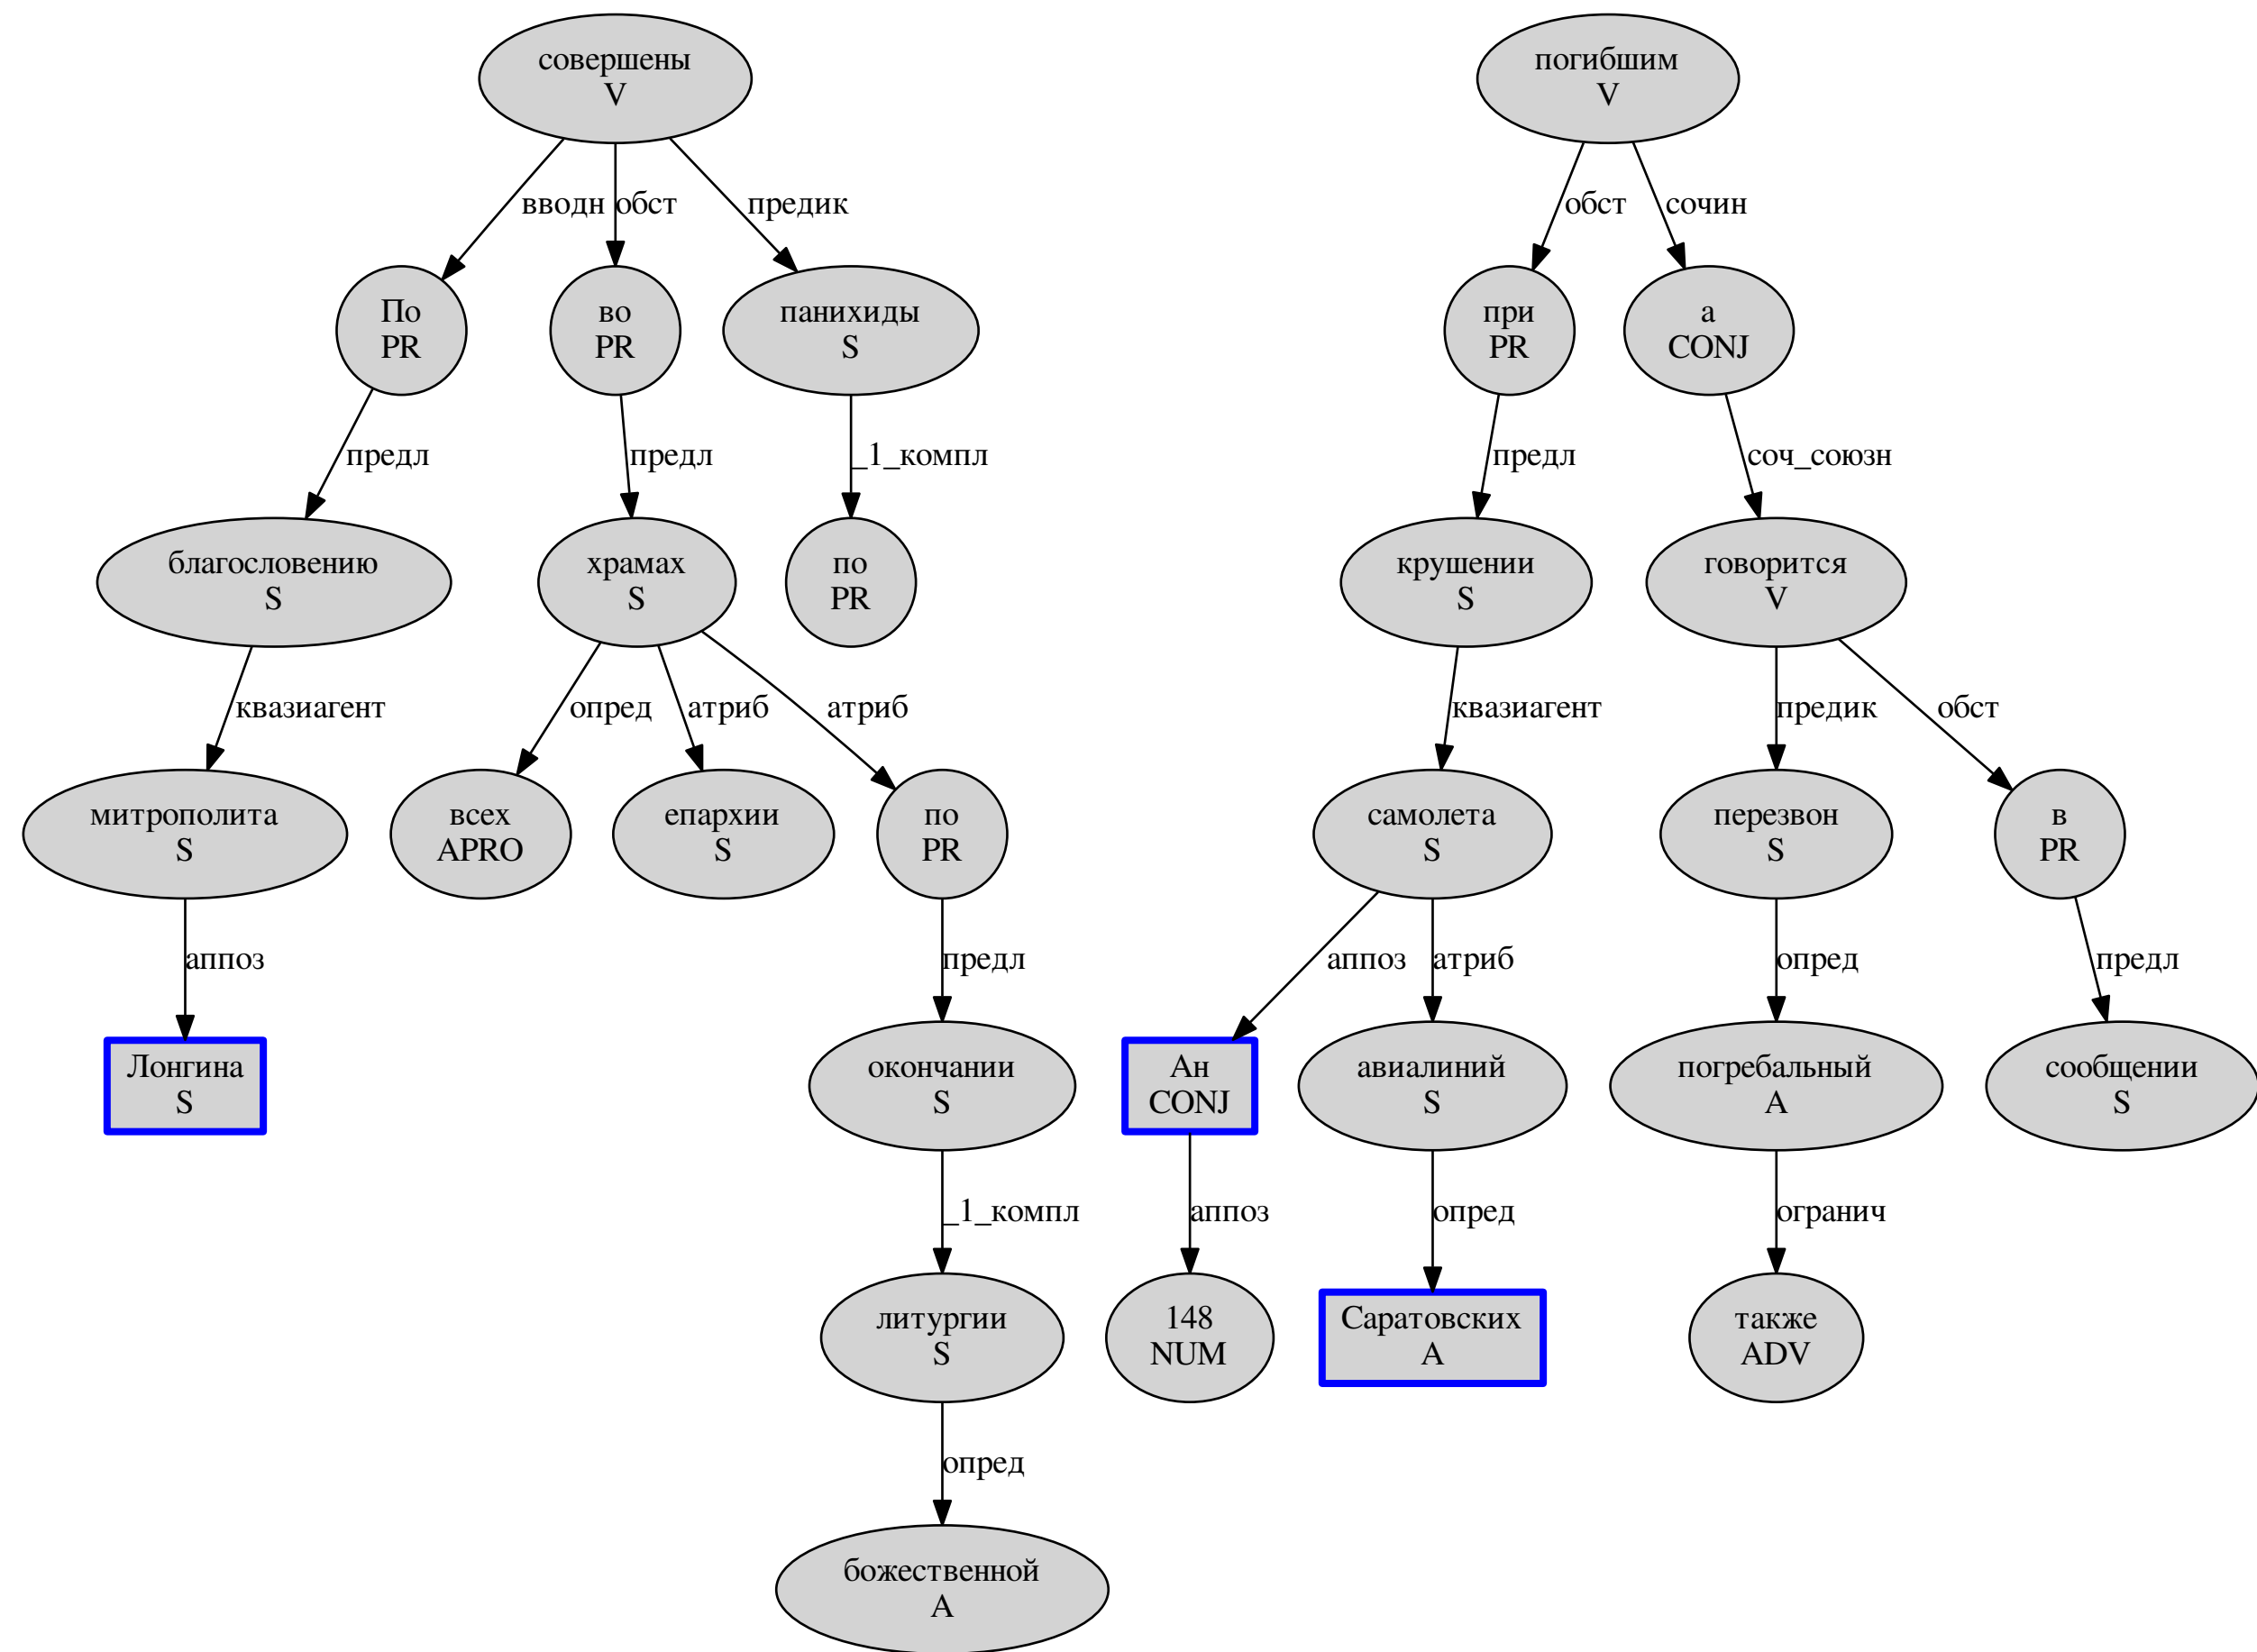 совершены
V
погибшим
V
вводн
обст
предик
обст
сочин
По
PR
во
PR
панихиды
S
при
PR
а
CONJ
предл
предл
_1_компл
предл
соч_союзн
благословению
S
храмах
S
по
PR
крушении
S
говорится
V
квазиагент
опред
атриб
атриб
квазиагент
предик
обст
митрополита
S
всех
APRO
епархии
S
по
PR
самолета
S
перезвон
S
в
PR
аппоз
предл
аппоз
атриб
опред
предл
Лонгина
S
окончании
S
Ан
CONJ
авиалиний
S
погребальный
A
сообщении
S
_1_компл
аппоз
опред
огранич
литургии
S
148
NUM
Саратовских
A
также
ADV
опред
божественной
A